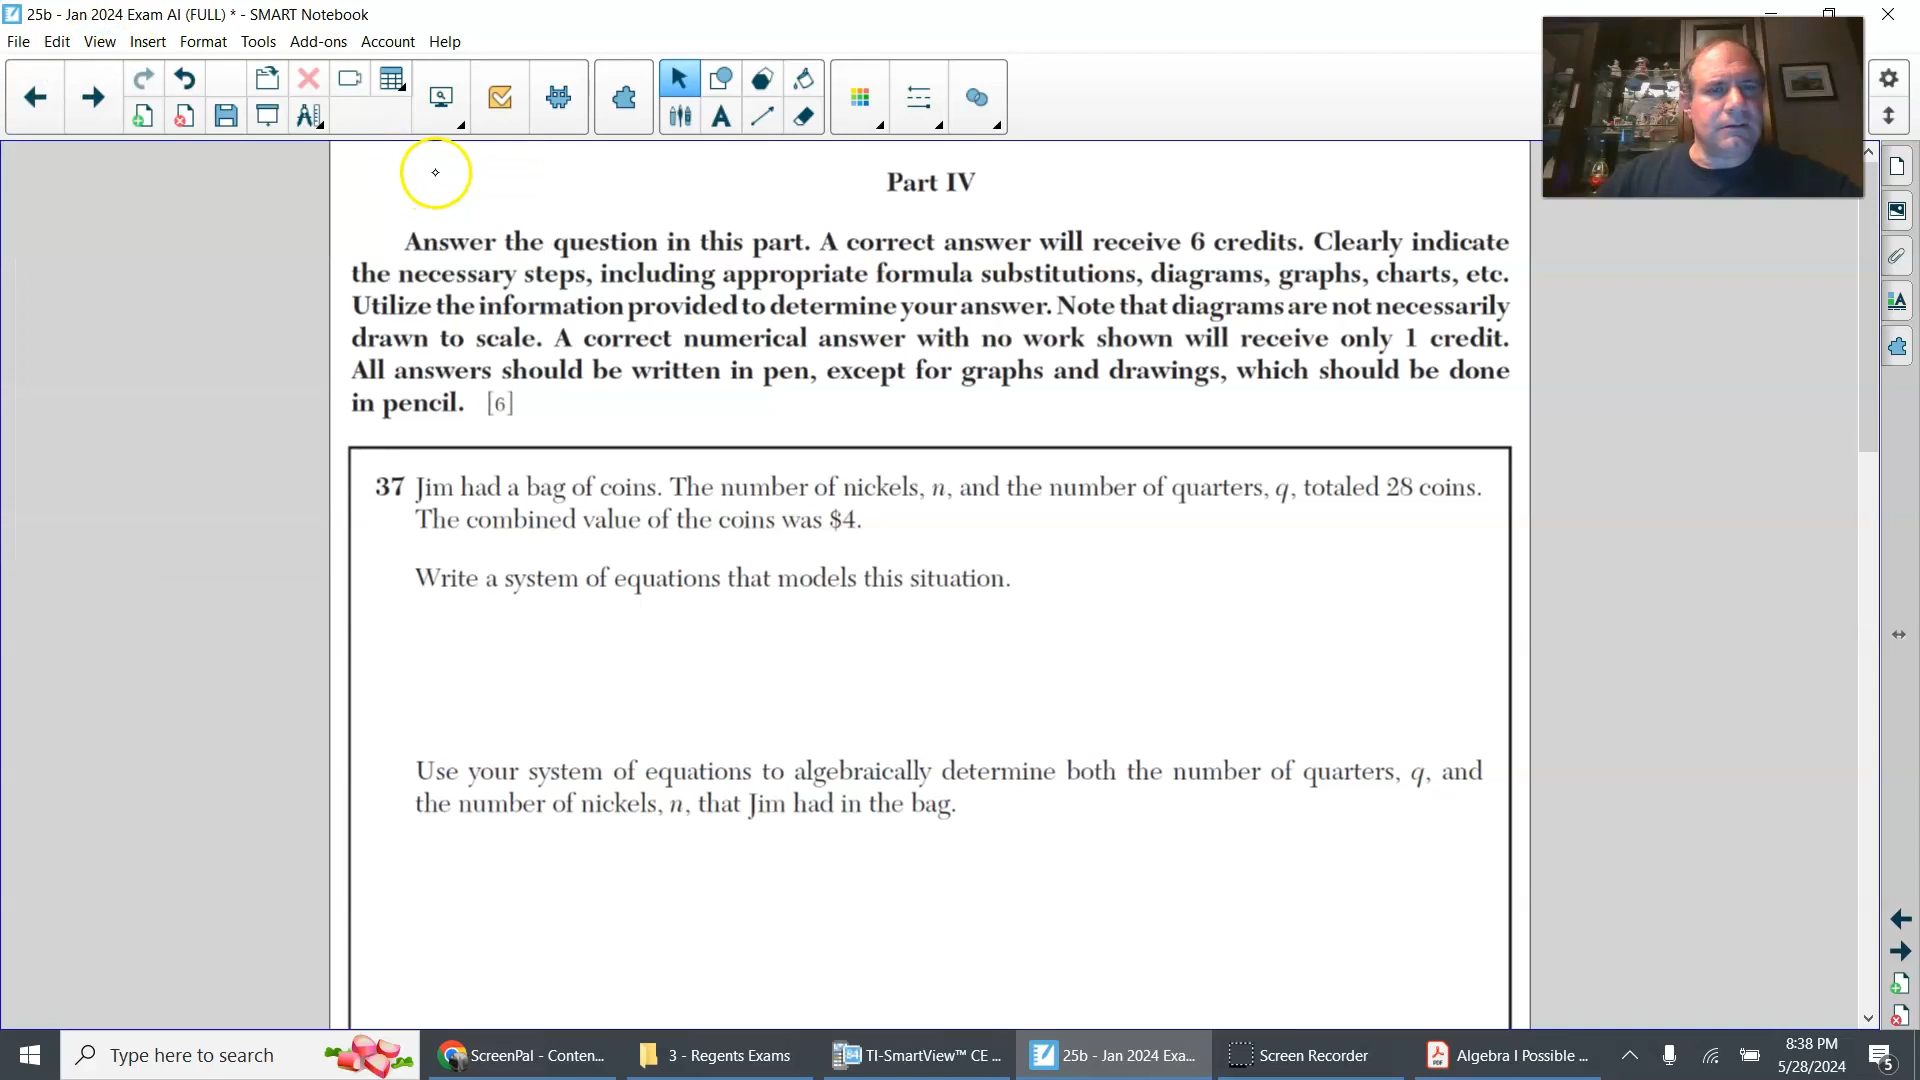 25b - Jan 2024 Exam AI (FULL) * - SMART Notebook
File Edit View Insert Format Tools Add-ons Account Help
Part IV
Answer the question in this part. A correct answer will receive 6 credits. Clearly indicate
the necessary steps, including appropriate formula substitutions, diagrams, graphs, charts, etc.
Utilize the information provided to determine your answer. Note that diagrams are not necessarily
drawn to scale. A correct numerical answer with no work shown will receive only 1 credit.
All answers should be written in pen, except for graphs and drawings, which should be done
in pencil. [6]
37 Jim had a bag of coins. The number of nickels, n, and the number of quarters, q, totaled 28 coins.
The combined value of the coins was $4.
Write a system of equations that models this situation.
Use your system of equations to algebraically determine both the number of quarters, q, and
the number of nickels, n, that Jim had in the bag.
Type here to search
ScreenPal - Conten...
3 - Regents Exams
TI-SmartView™ CE ...
25b - Jan 2024 Exa...
Screen Recorder
Algebra I Possible ...
8:38 PM
5/28/2024
5